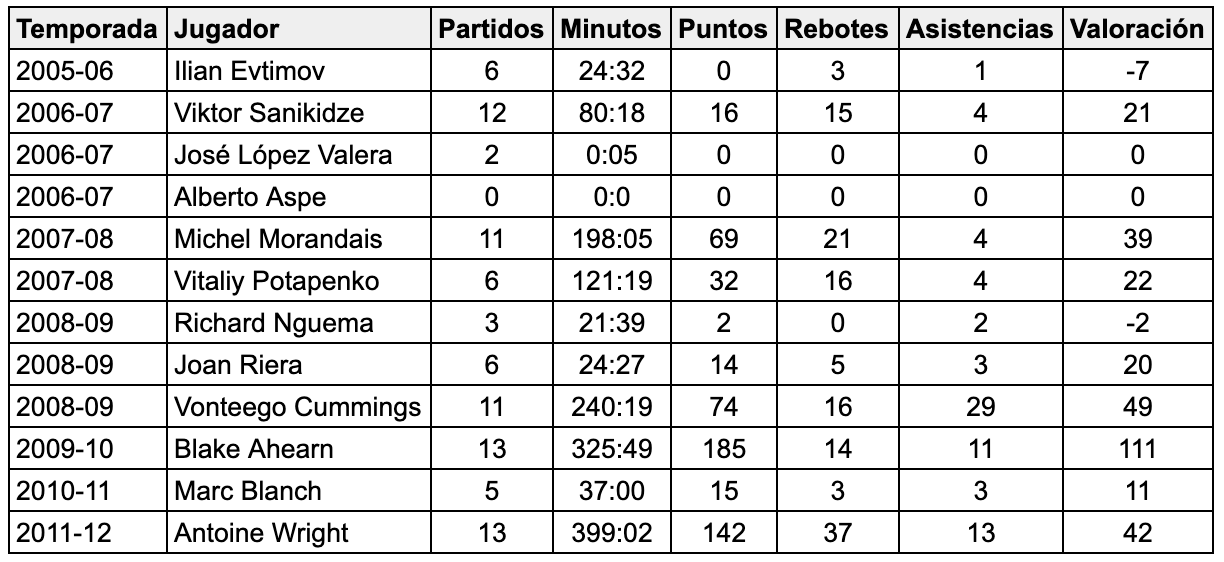 Temporada Jugador Partidos Minutos Puntos Rebotes Asistencias Valoración
2005-06 Ilian Evtimov 6 24:32 0 3 1 -7
2006-07 Viktor Sanikidze 12 80:18 16 15 4 21
2006-07 José López Valera 2 0:05 0 0 0 0
2006-07 Alberto Aspe 0 0:0 0 0 0 0
2007-08 Michel Morandais 11 198:05 69 21 4 39
2007-08 Vitaliy Potapenko 6 121:19 32 16 4 22
2008-09 Richard Nguema 3 21:39 2 0 2 -2
2008-09 Joan Riera 6 24:27 14 5 3 20
2008-09 Vonteego Cummings 11 240:19 74 16 29 49
2009-10 Blake Ahearn 13 325:49 185 14 11 111
2010-11 Marc Blanch 5 37:00 15 3 3 11
2011-12 Antoine Wright 13 399:02 142 37 13 42